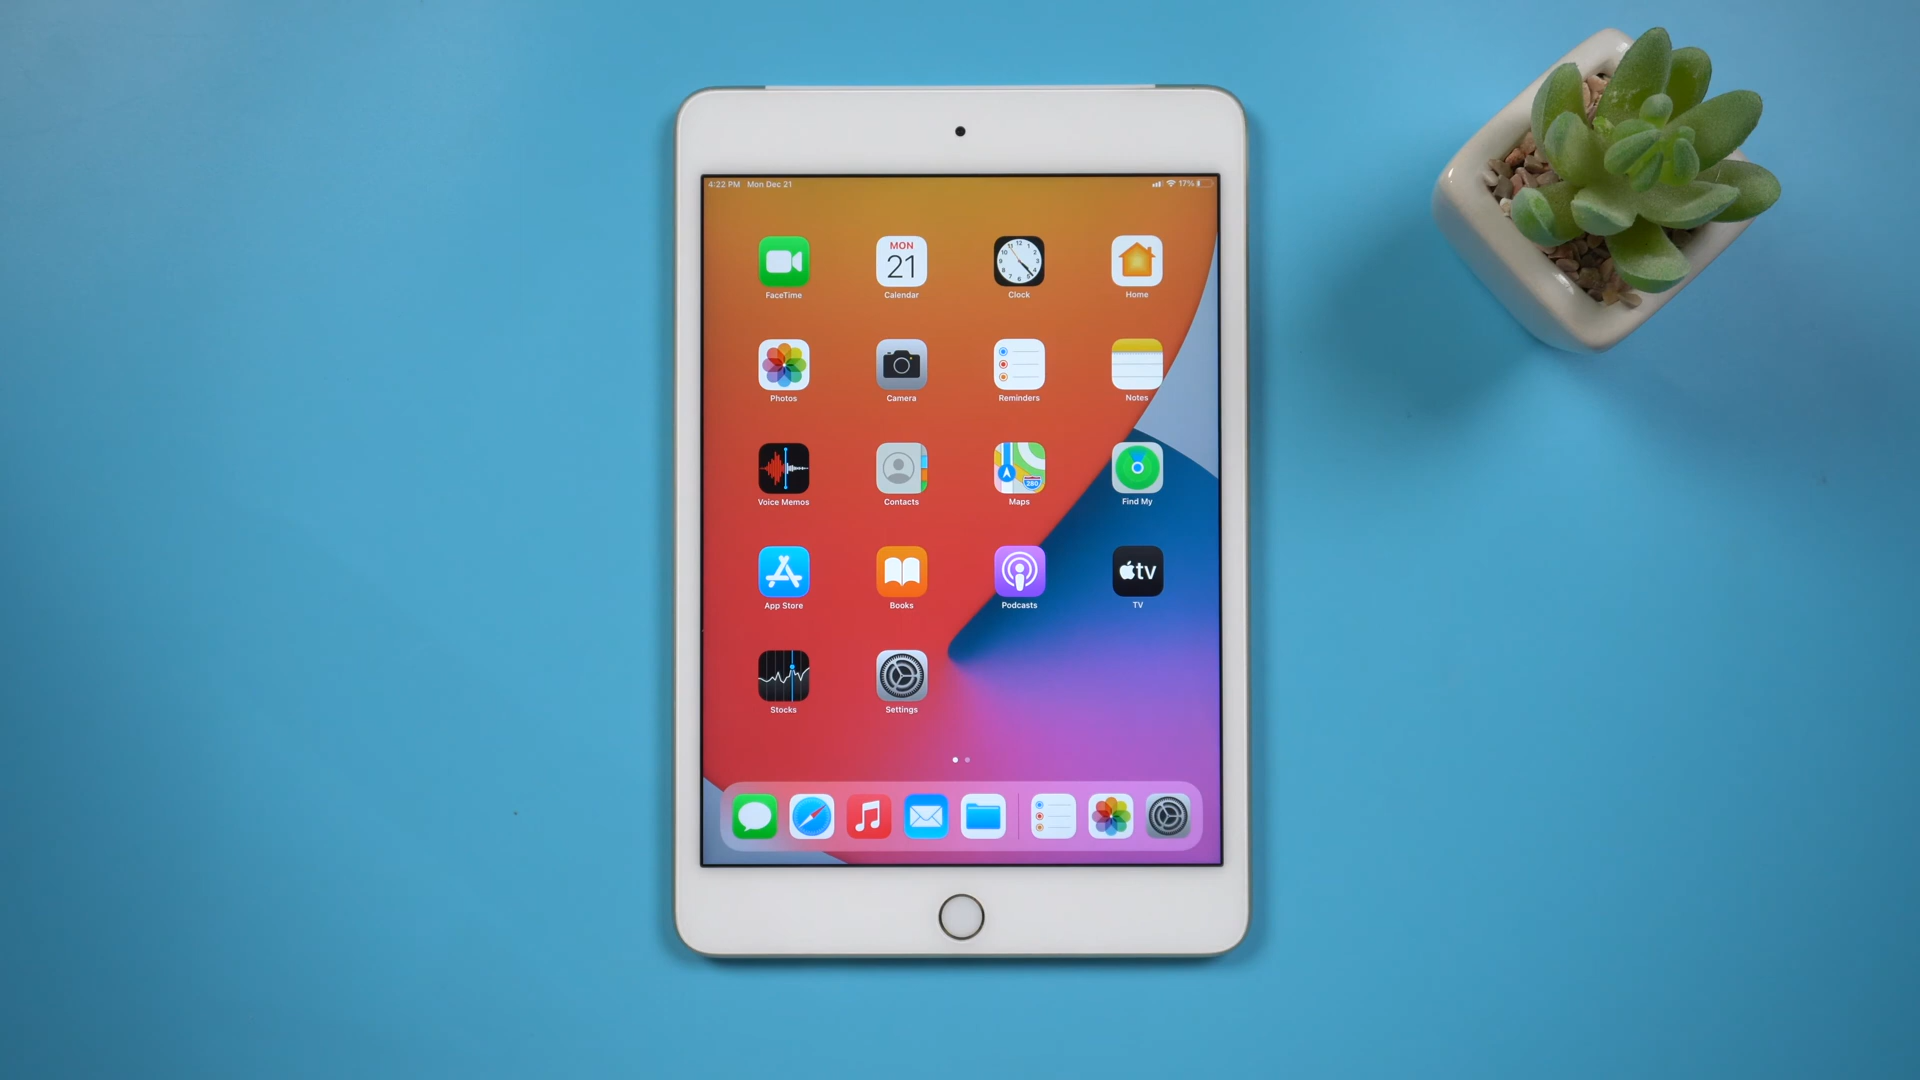 4:22 PM Mon Dec 21
17%
MON
21
FaceTime
Calendar
Clock
Home
Photos
Camera
Reminders
Notes
280
Voice Memos
Contacts
Maps
Find My
tv
App Store
Books
Podcasts
TV
Stocks
Settings